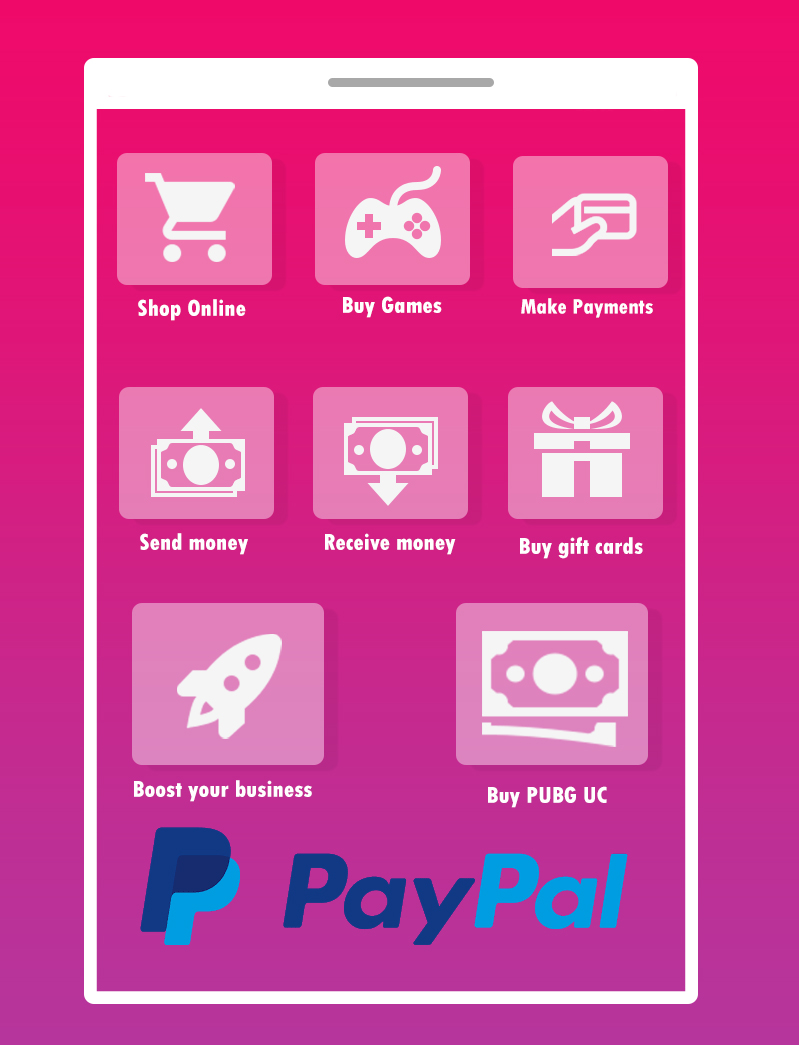 Shop Online
Buy Games
Make Payments
Send money
Receive money
Buy gift cards
Boost your business
Buy PUBG UC
PayPal